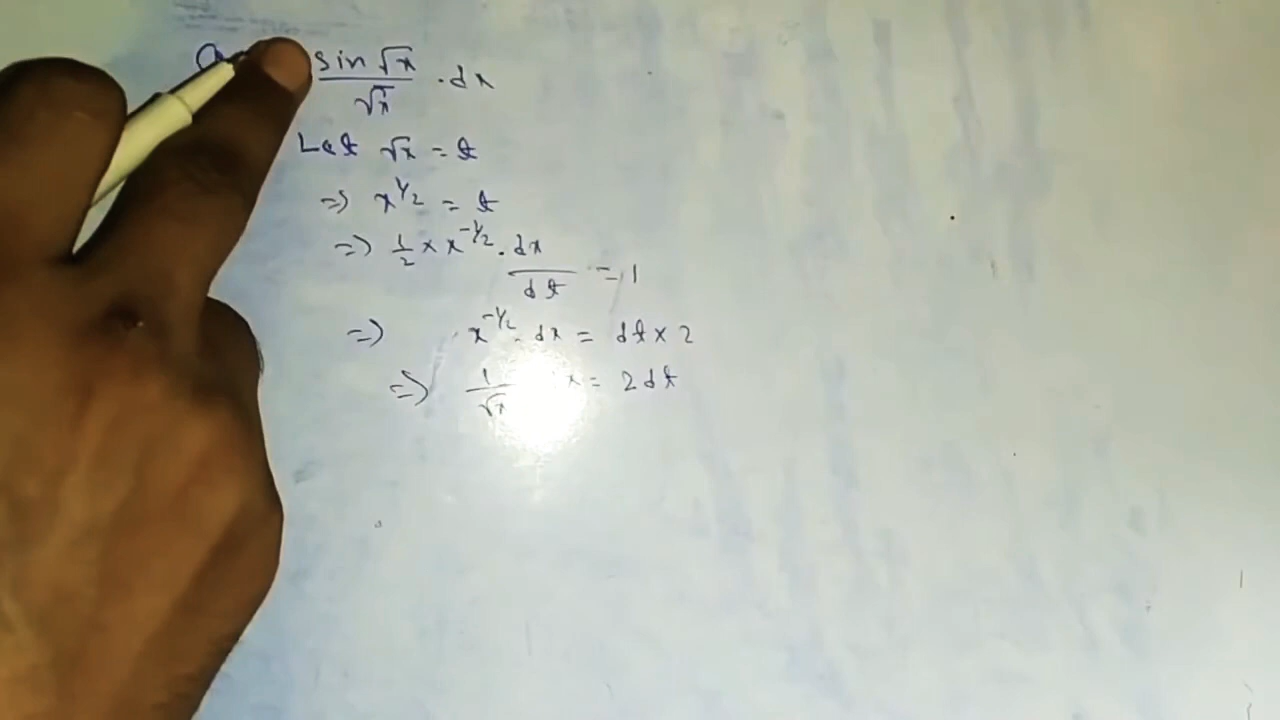 sin √x / √x . dx
Let √x = t
=> x^1/2 = t
=> 1/2 × x^-1/2 . dx/dt = 1
=> x^-1/2 . dx = dt × 2
=> 1/√x x = 2dt